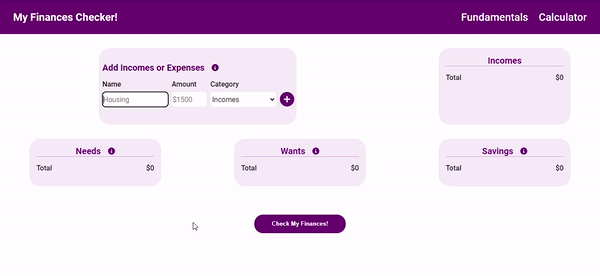 My Finances Checker! Fundamentals Calculator
Add Incomes or Expenses
Name Amount Category
Housing $1500 Incomes
Incomes
Total $0
Needs
Total $0
Wants
Total $0
Savings
Total $0
Check My Finances!